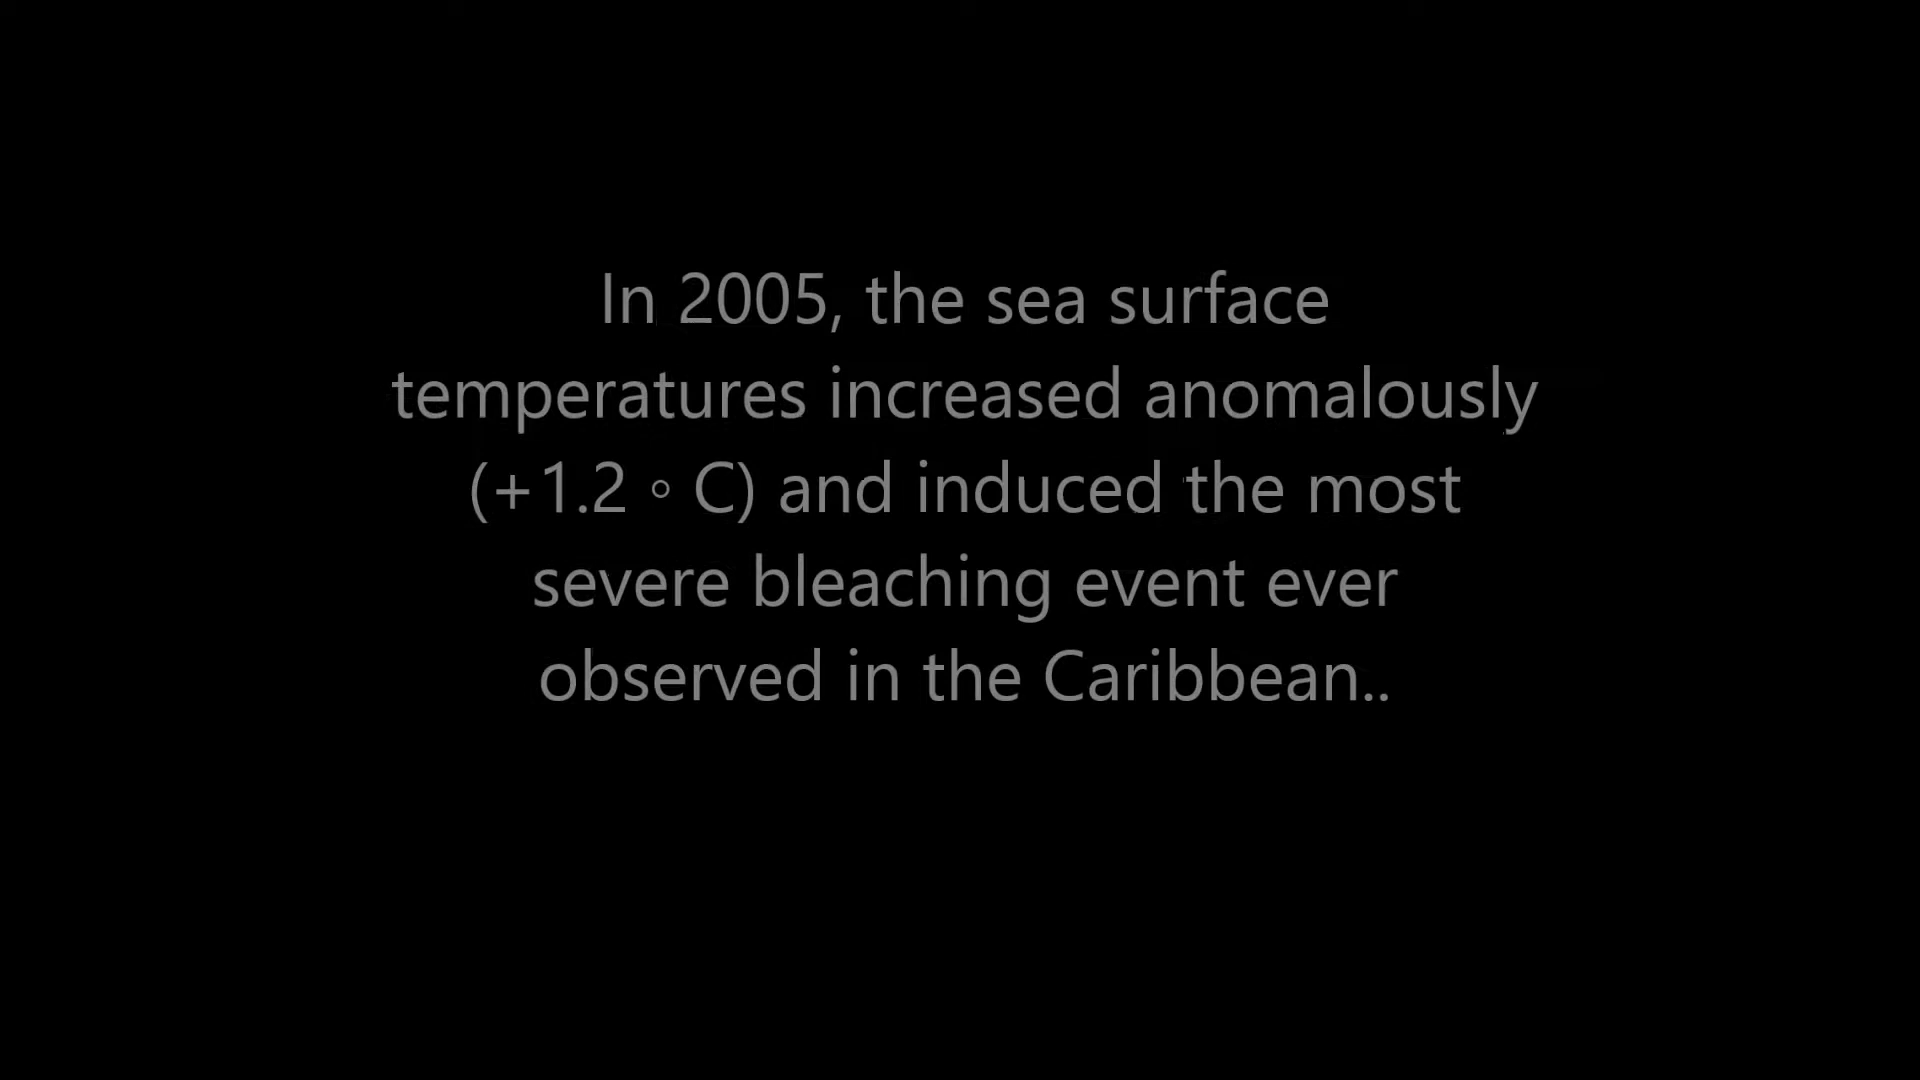 In 2005, the sea surface
temperatures increased anomalously
(+1.2 ◦ C) and induced the most
severe bleaching event ever
observed in the Caribbean..